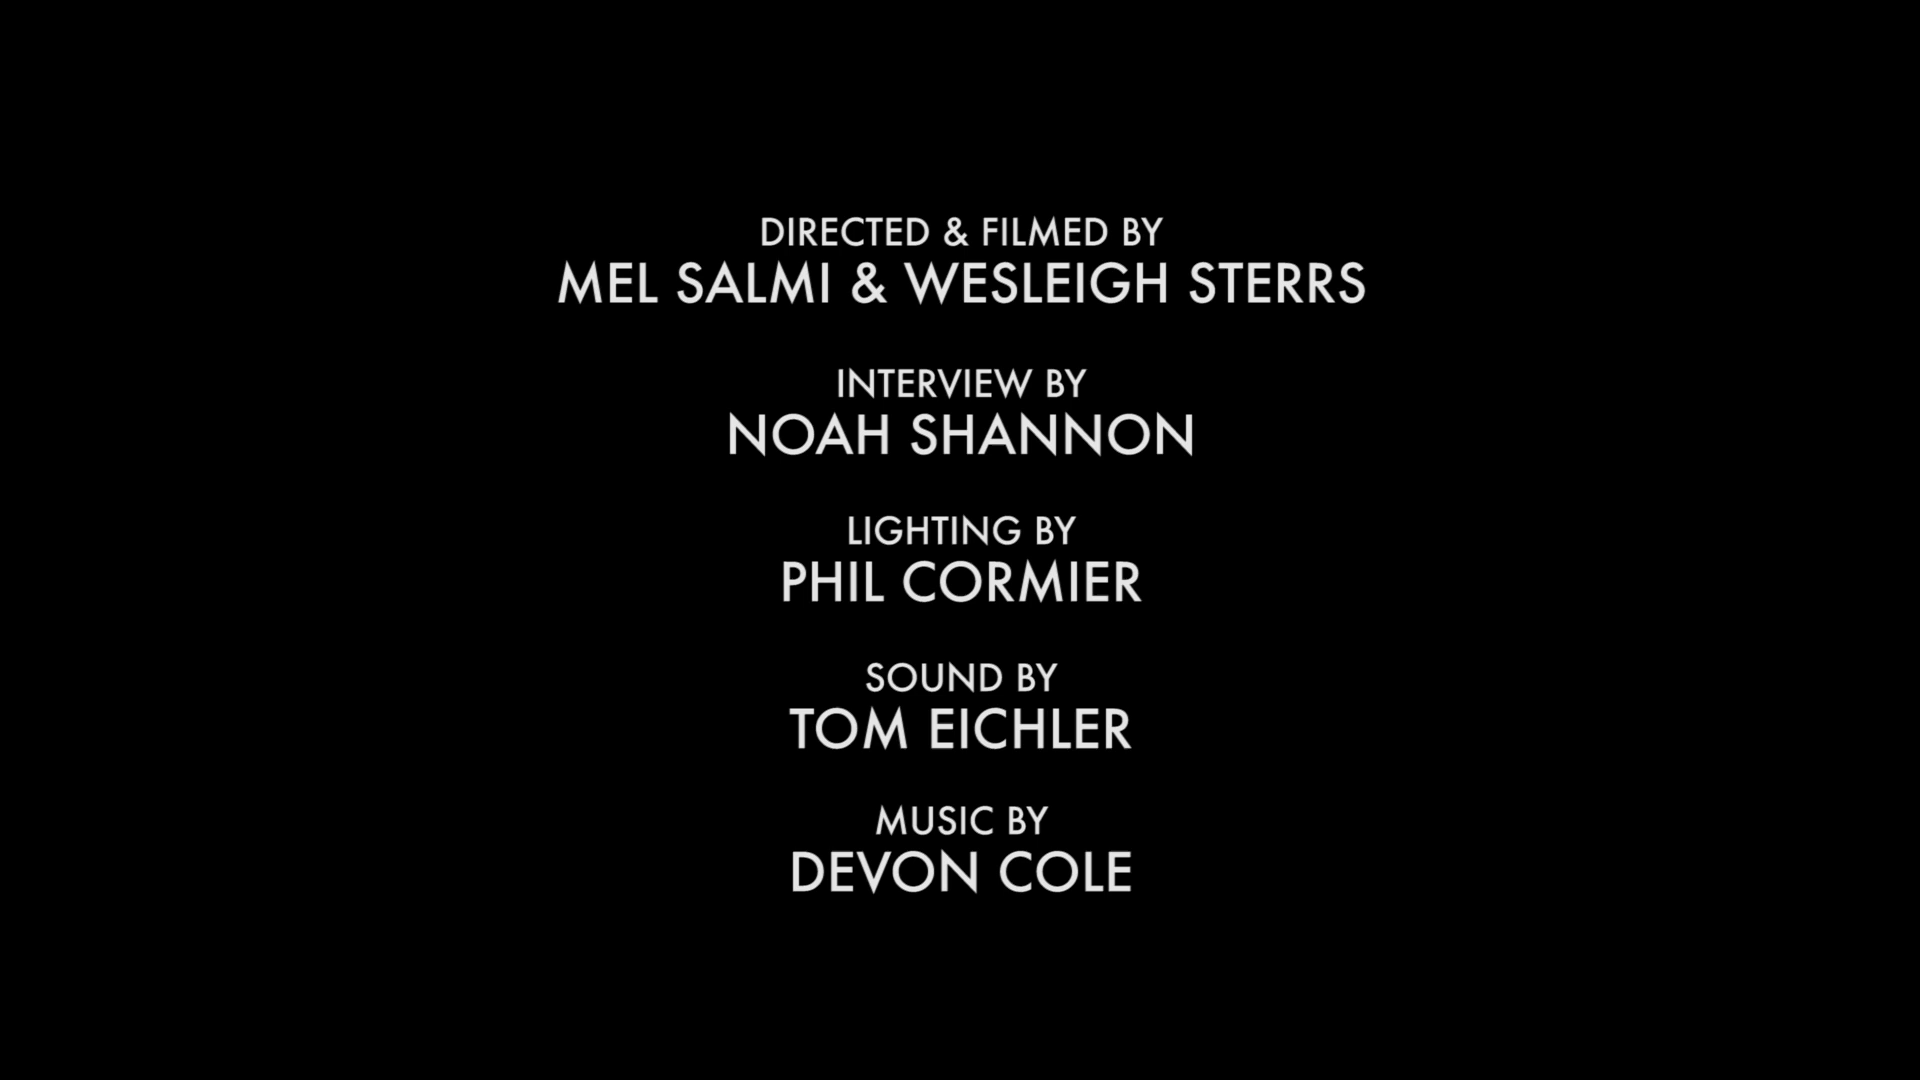 DIRECTED & FILMED BY
MEL SALMI & WESLEIGH STERRS
INTERVIEW BY
NOAH SHANNON
LIGHTING BY
PHIL CORMIER
SOUND BY
TOM EICHLER
MUSIC BY
DEVON COLE